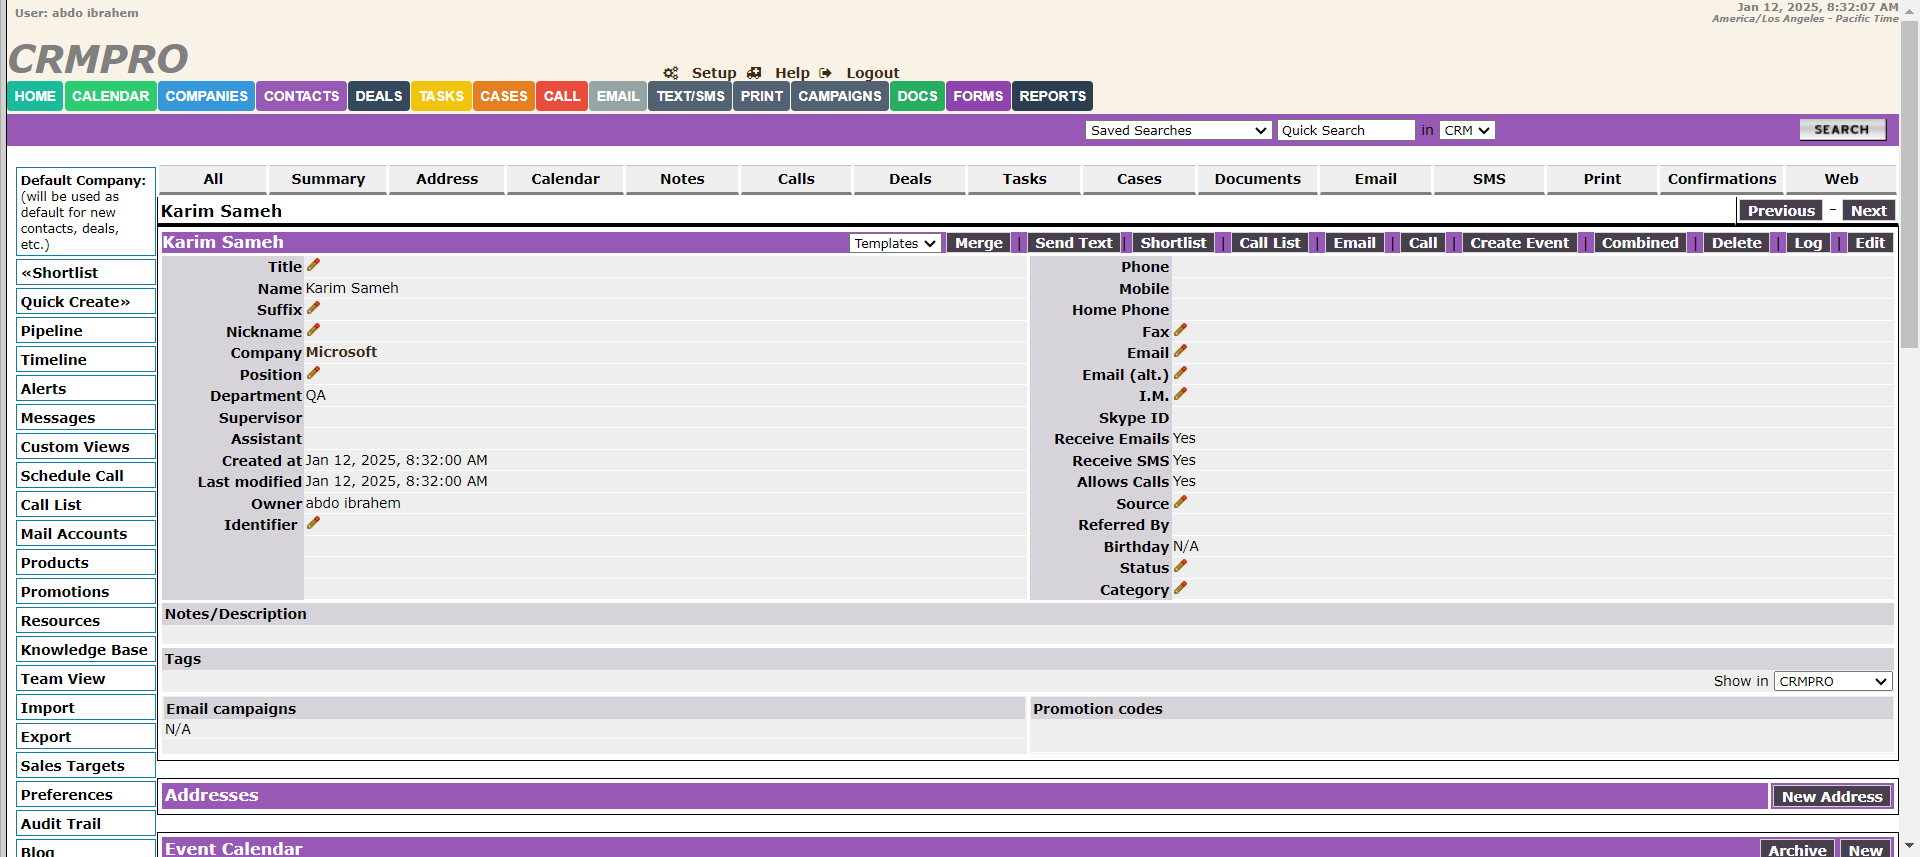 User: abdo ibrahem
Jan 12, 2025, 8:32:07 AM
America/Los Angeles - Pacific Time
CRMPRO
Setup Help Logout
HOME CALENDAR COMPANIES CONTACTS DEALS TASKS CASES CALL EMAIL TEXT/SMS PRINT CAMPAIGNS DOCS FORMS REPORTS
Saved Searches Quick Search in CRM SEARCH
Default Company:
(will be used as
default for new
contacts, deals,
etc.)
«Shortlist
Quick Create»
Pipeline
Timeline
Alerts
Messages
Custom Views
Schedule Call
Call List
Mail Accounts
Products
Promotions
Resources
Knowledge Base
Team View
Import
Export
Sales Targets
Preferences
Audit Trail
Blog
All Summary Address Calendar Notes Calls Deals Tasks Cases Documents Email SMS Print Confirmations Web
Karim Sameh Previous - Next
Karim Sameh Templates Merge | Send Text | Shortlist | Call List | Email | Call | Create Event | Combined | Delete | Log | Edit
Title
Name Karim Sameh
Suffix
Nickname
Company Microsoft
Position
Department QA
Supervisor
Assistant
Created at Jan 12, 2025, 8:32:00 AM
Last modified Jan 12, 2025, 8:32:00 AM
Owner abdo ibrahem
Identifier
Phone
Mobile
Home Phone
Fax
Email
Email (alt.)
I.M.
Skype ID
Receive Emails Yes
Receive SMS Yes
Allows Calls Yes
Source
Referred By
Birthday N/A
Status
Category
Notes/Description
Tags
Show in CRMPRO
Email campaigns
N/A
Promotion codes
Addresses New Address
Event Calendar Archive New